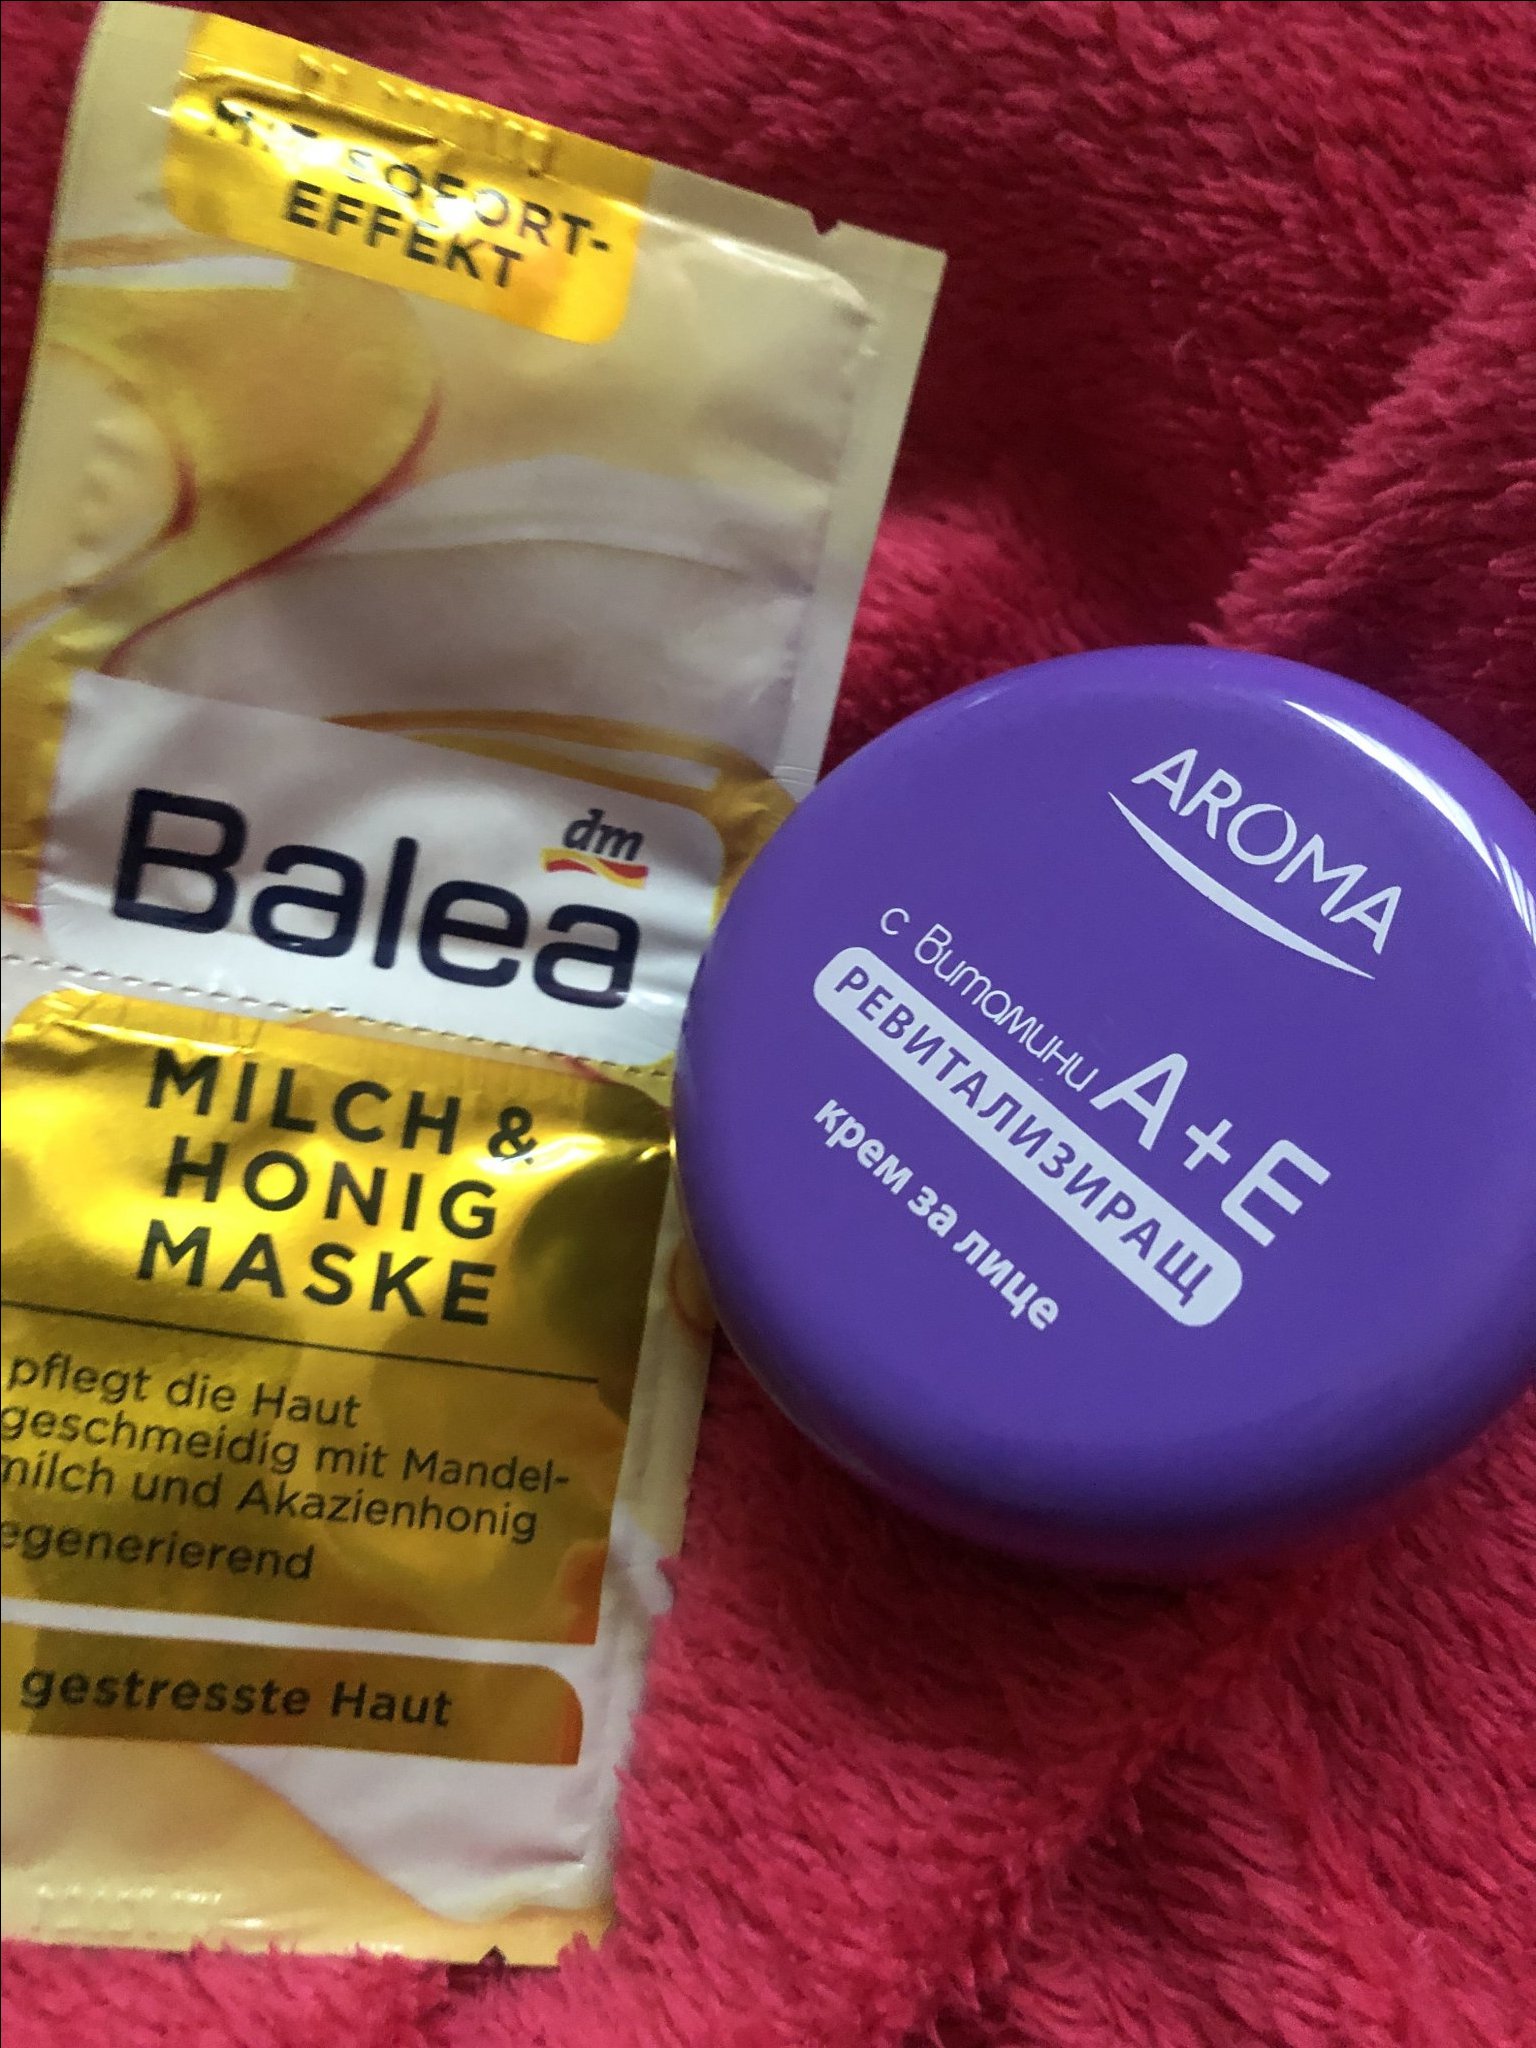 MIT SOFORT-
EFFEKT
dm
Balea
MILCH &
HONIG
MASKE
pflegt die Haut
geschmeidig mit Mandel-
milch und Akazienhonig
egenerierend
gestresste Haut
AROMA
с Витамини A+E
РЕВИТАЛИЗИРАЩ
крем за лице